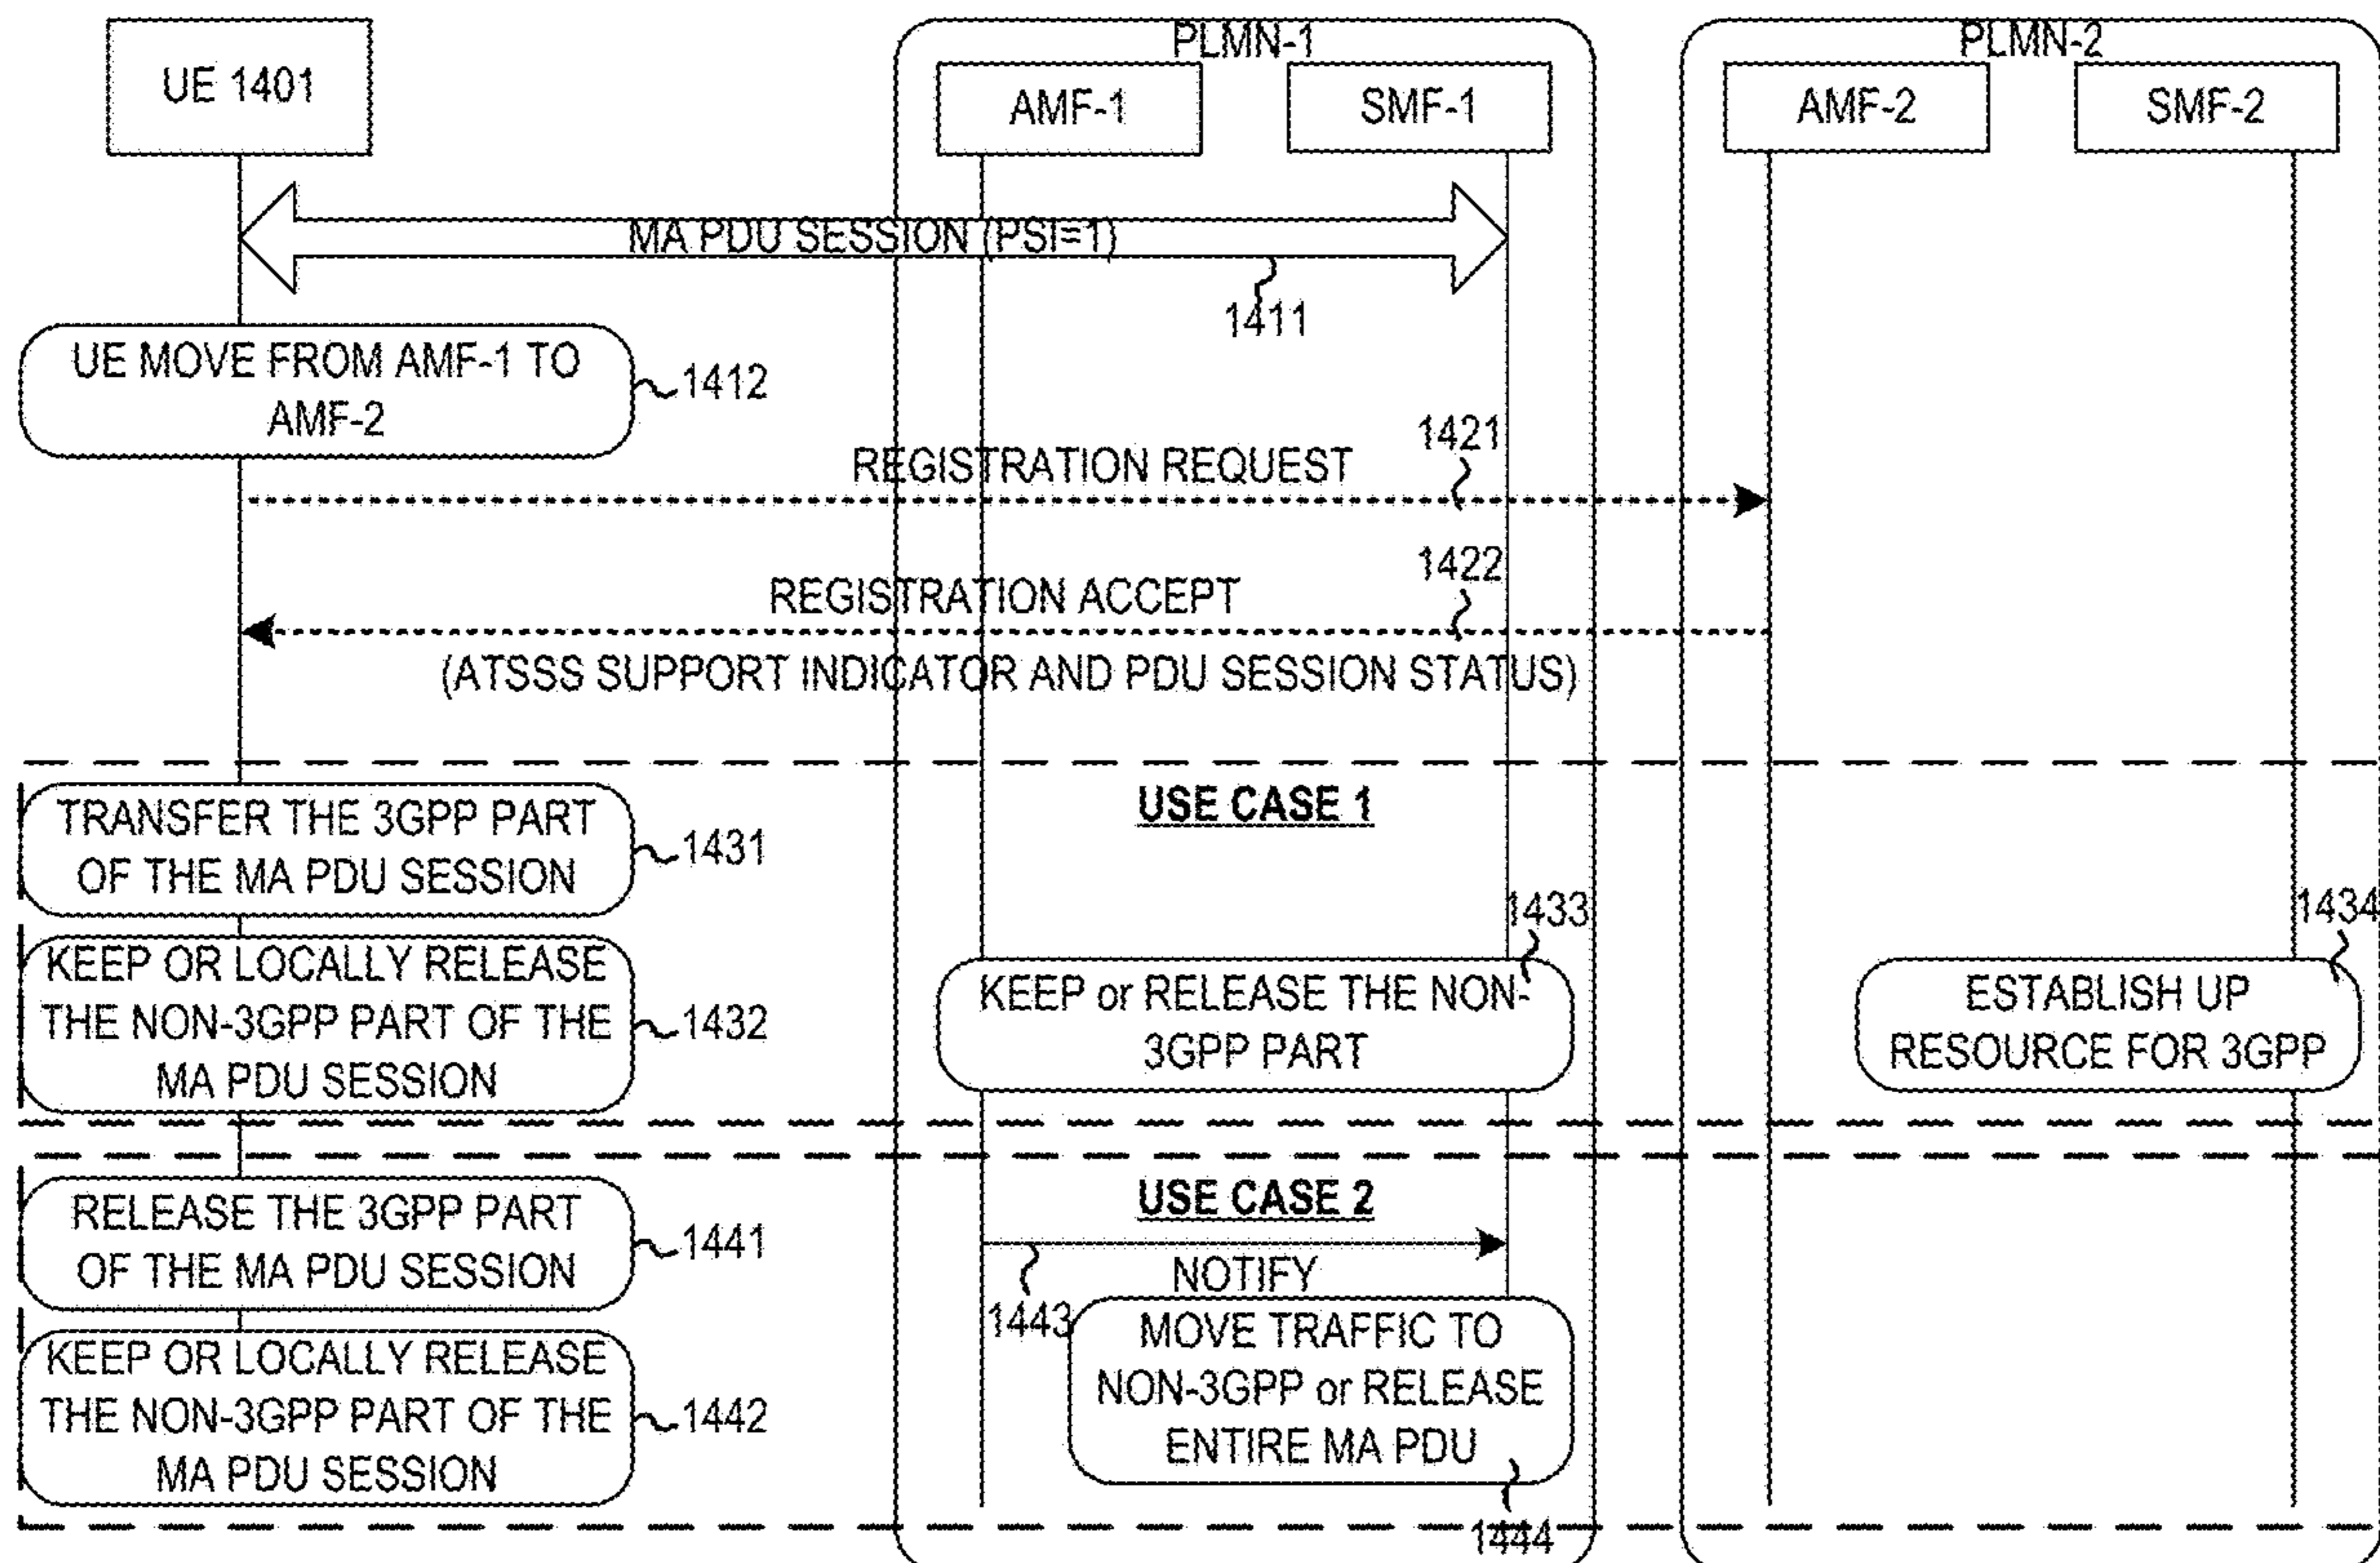 PLMN-1
PLMN-2
UE 1401
AMF-1
SMF-1
AMF-2
SMF-2
MA PDU SESSION (PSI=1)
1411
UE MOVE FROM AMF-1 TO
AMF-2
1412
1421
REGISTRATION REQUEST
1422
REGISTRATION ACCEPT
(ATSSS SUPPORT INDICATOR AND PDU SESSION STATUS)
USE CASE 1
TRANSFER THE 3GPP PART
OF THE MA PDU SESSION
1431
KEEP OR LOCALLY RELEASE
THE NON-3GPP PART OF THE
MA PDU SESSION
1432
1433
KEEP or RELEASE THE NON-
3GPP PART
1434
ESTABLISH UP
RESOURCE FOR 3GPP
USE CASE 2
RELEASE THE 3GPP PART
OF THE MA PDU SESSION
1441
NOTIFY
1443
KEEP OR LOCALLY RELEASE
THE NON-3GPP PART OF THE
MA PDU SESSION
1442
MOVE TRAFFIC TO
NON-3GPP or RELEASE
ENTIRE MA PDU
1444